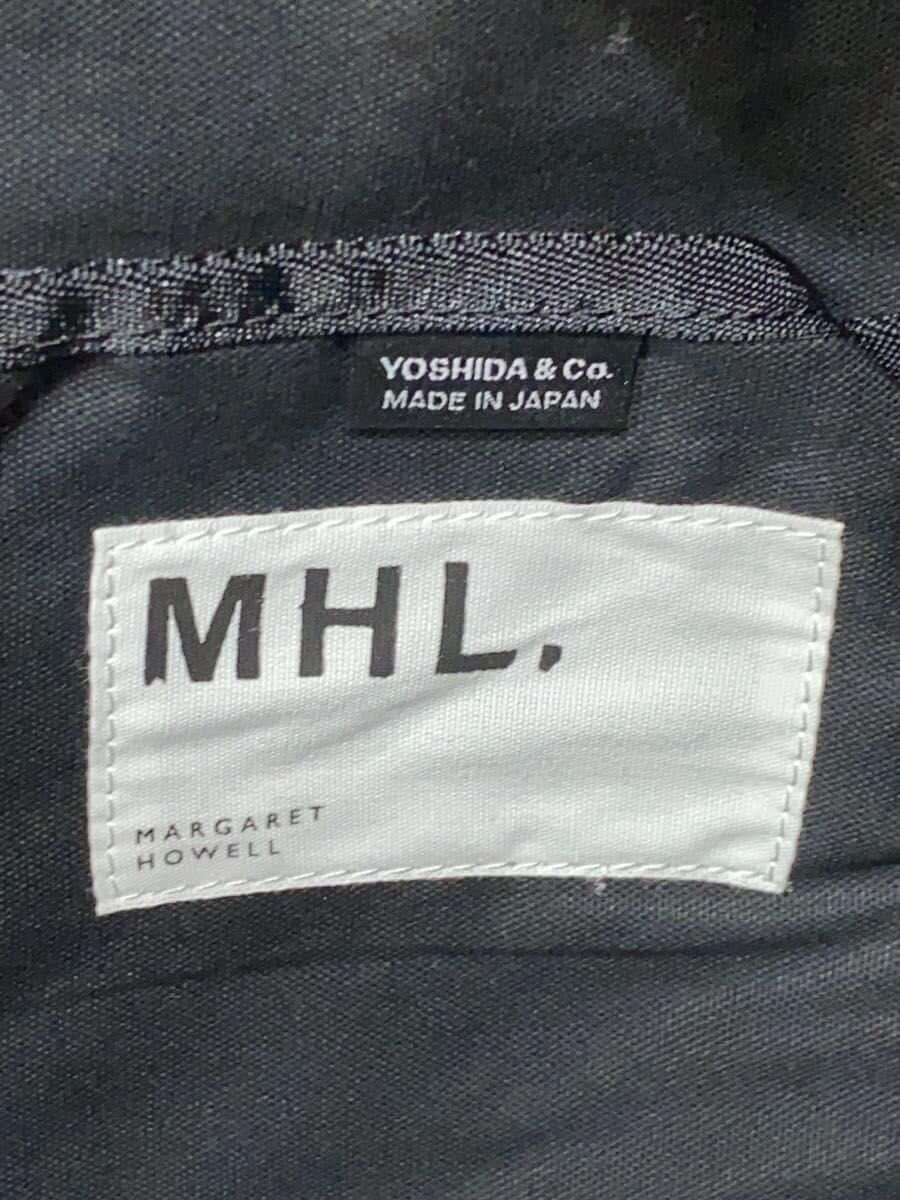 YOSHIDA & Co.
MADE IN JAPAN
MHL.
MARGARET
HOWELL